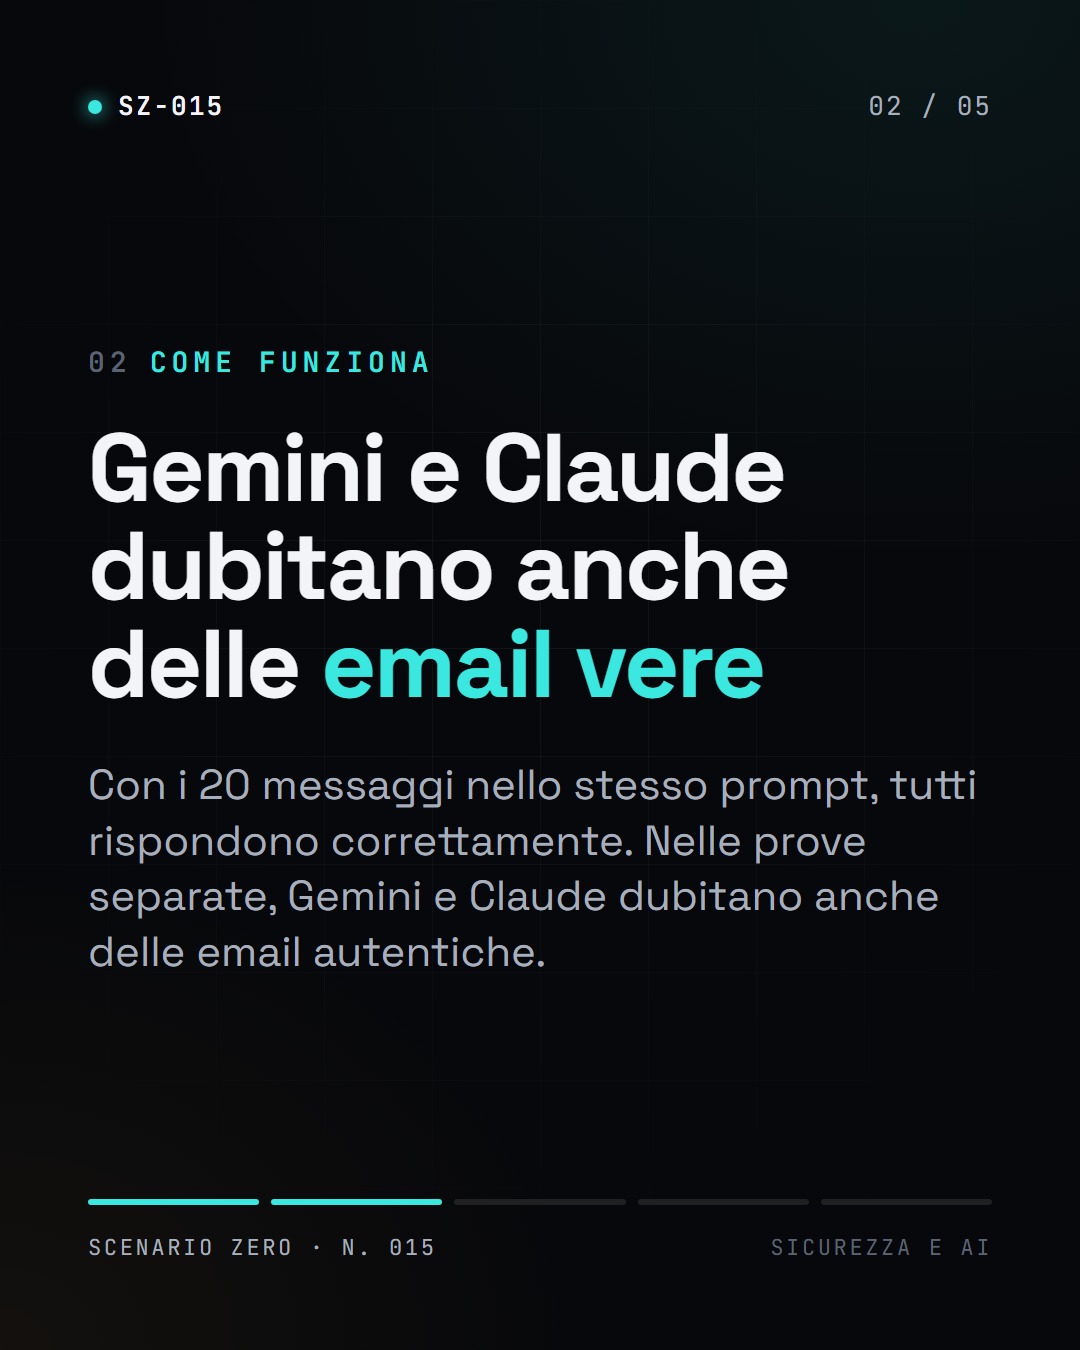 SZ-015
02 / 05
02 COME FUNZIONA
Gemini e Claude
dubitano anche
delle email vere
Con i 20 messaggi nello stesso prompt, tutti
rispondono correttamente. Nelle prove
separate, Gemini e Claude dubitano anche
delle email autentiche.
SCENARIO ZERO · N. 015
SICUREZZA E AI